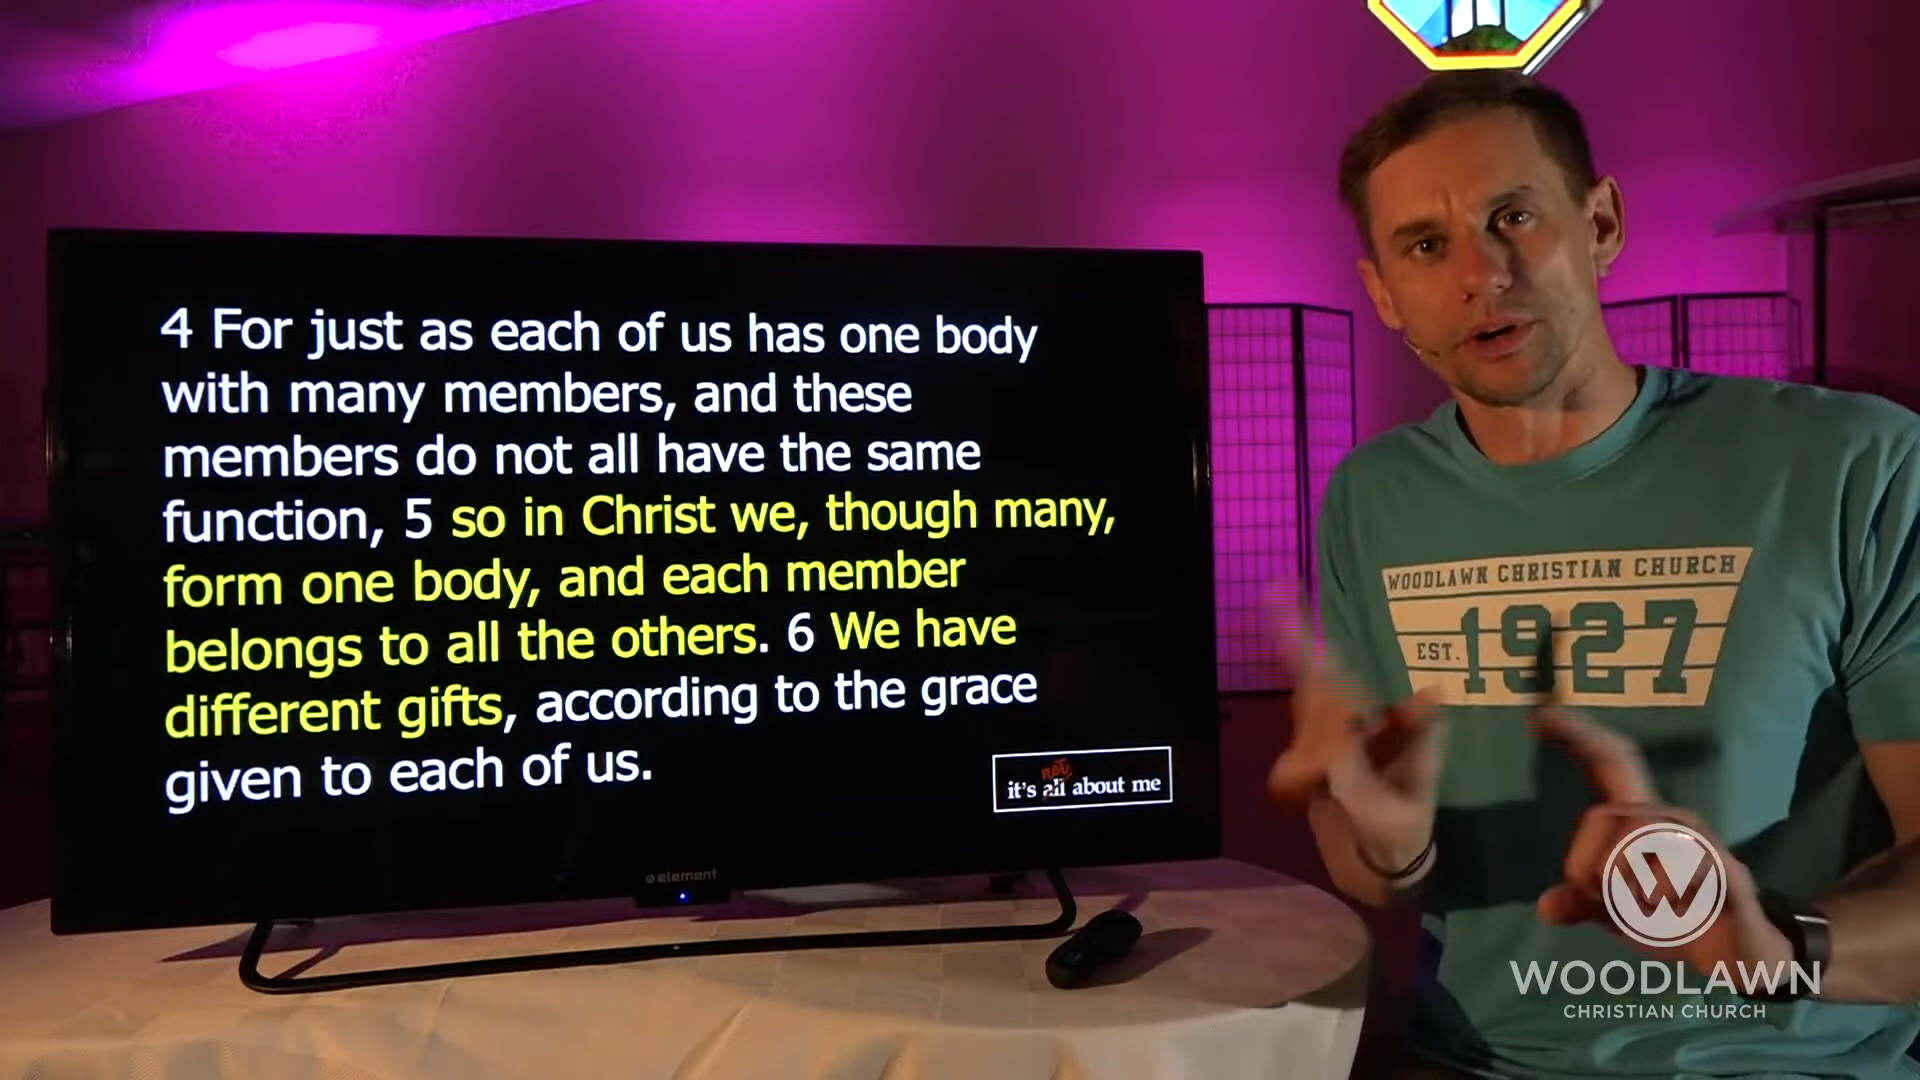 4 For just as each of us has one body
with many members, and these
members do not all have the same
function, 5 so in Christ we, though many,
form one body, and each member
belongs to all the others. 6 We have
different gifts, according to the grace
given to each of us.
not
it's all about me
element
WOODLAWN CHRISTIAN CHURCH
EST. 1927
W
WOODLAWN
CHRISTIAN CHURCH